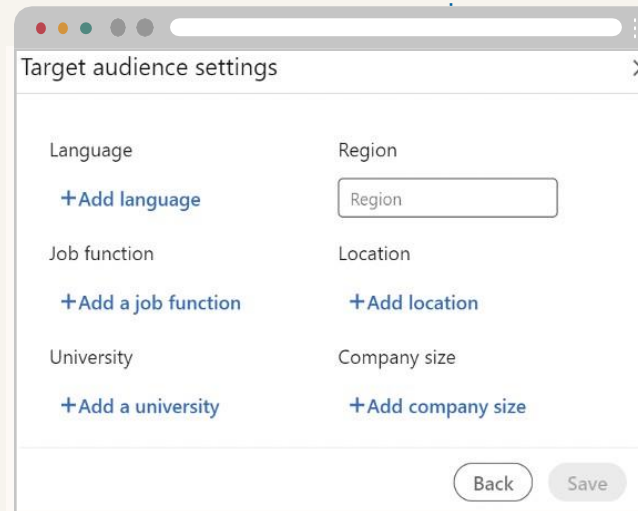 Target audience settings
Language
Region
+Add language
Region
Job function
Location
+Add a job function
+Add location
University
Company size
+Add a university
+Add company size
Back
Save